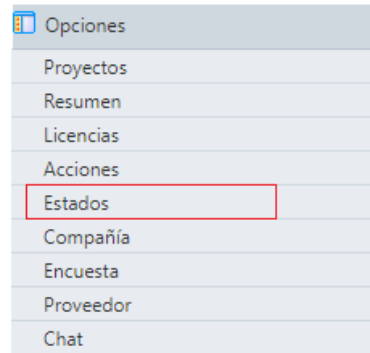 Opciones
Proyectos
Resumen
Licencias
Acciones
Estados
Compañía
Encuesta
Proveedor
Chat